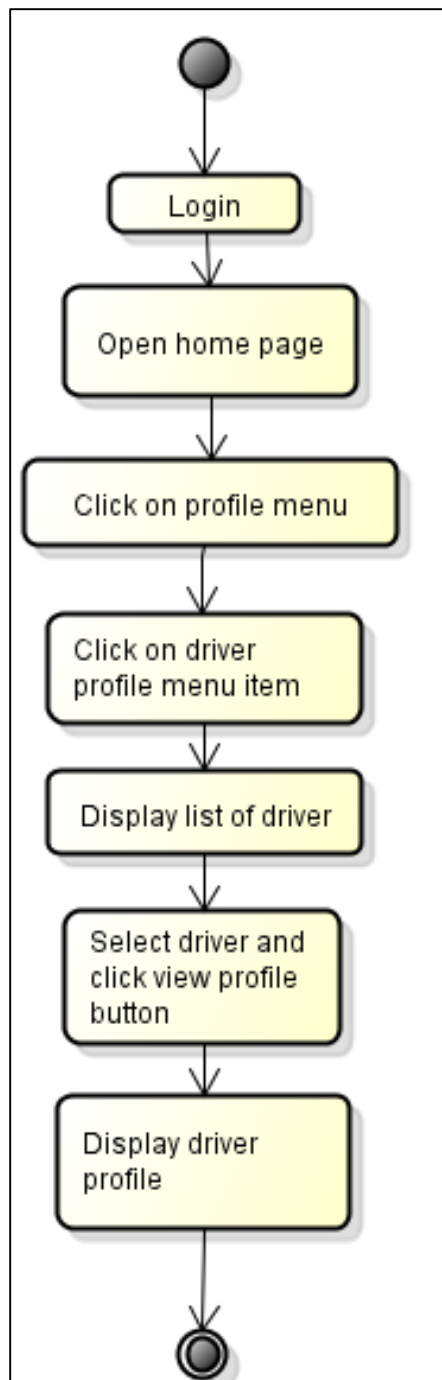 Login
Open home page
Click on profile menu
Click on driver
profile menu item
Display list of driver
Select driver and
click view profile
button
Display driver
profile